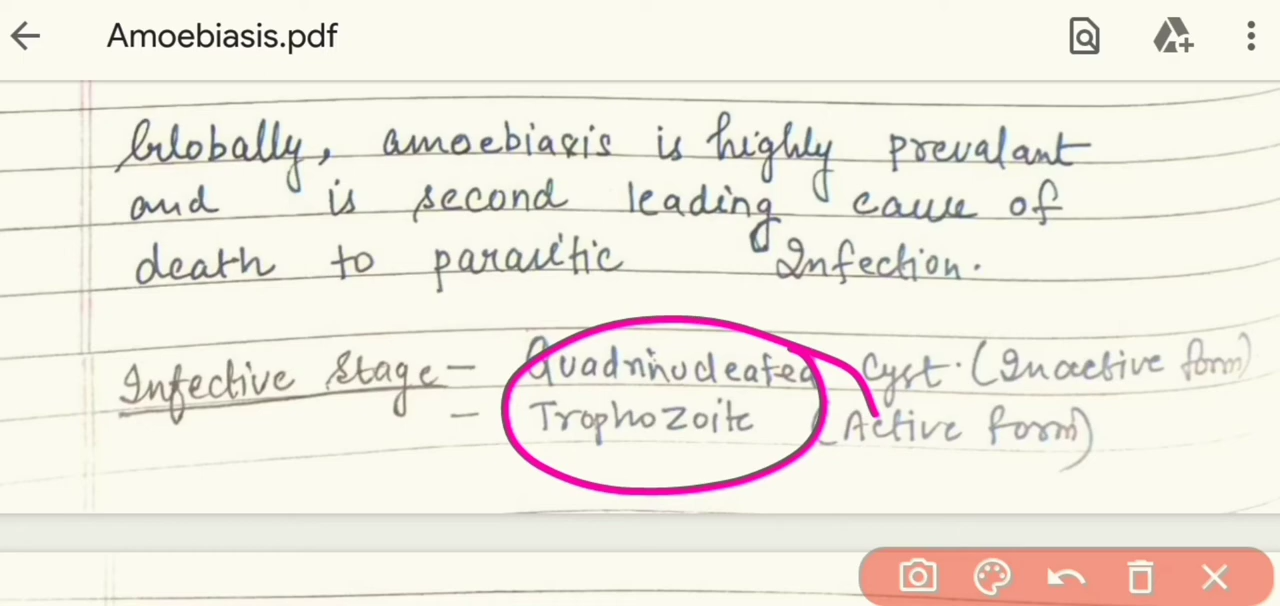 Amoebiasis.pdf
Globally, amoebiasis is highly prevalant
and is second leading cause of
death to parasitic Infection.
Infective Stage - Quadrinucleated Cyst. (Inactive form)
- Trophozoite (Active form)